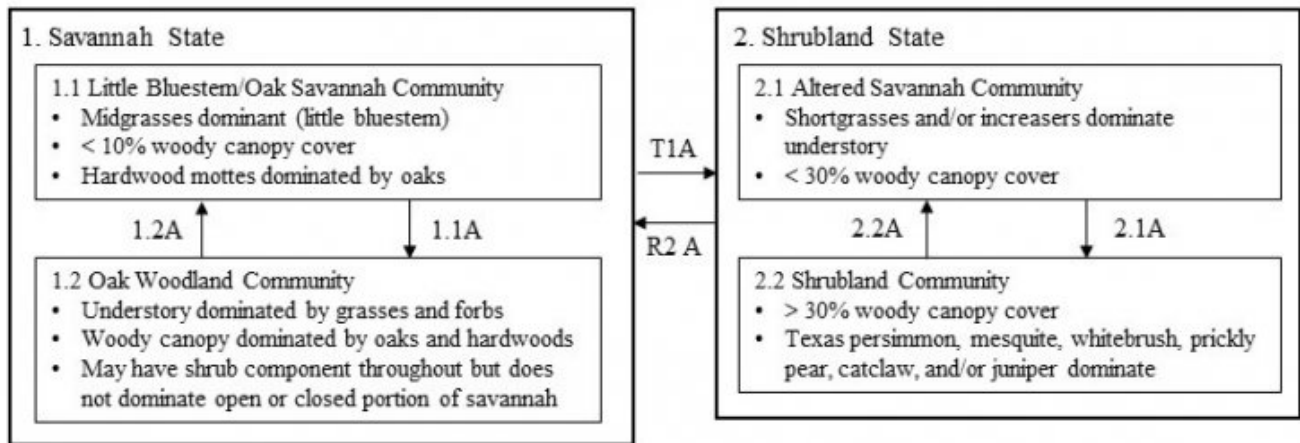 1. Savannah State
1.1 Little Bluestem/Oak Savannah Community
• Midgrasses dominant (little bluestem)
• < 10% woody canopy cover
• Hardwood mottes dominated by oaks
1.2A
1.1A
1.2 Oak Woodland Community
• Understory dominated by grasses and forbs
• Woody canopy dominated by oaks and hardwoods
• May have shrub component throughout but does
not dominate open or closed portion of savannah
T1A
R2 A
2. Shrubland State
2.1 Altered Savannah Community
• Shortgrasses and/or increasers dominate
understory
• < 30% woody canopy cover
2.2A
2.1A
2.2 Shrubland Community
• > 30% woody canopy cover
• Texas persimmon, mesquite, whitebrush, prickly
pear, catclaw, and/or juniper dominate